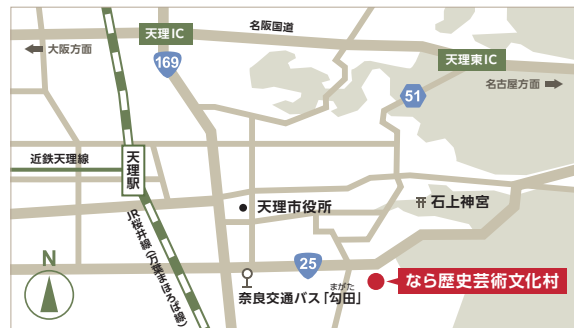 名阪国道
天理IC
大阪方面
169
天理東IC
名古屋方面
51
近鉄天理線
天理駅
天理市役所
石上神宮
JR桜井線(万葉まほろば線)
N
25
なら歴史芸術文化村
まがた
奈良交通バス「勾田」